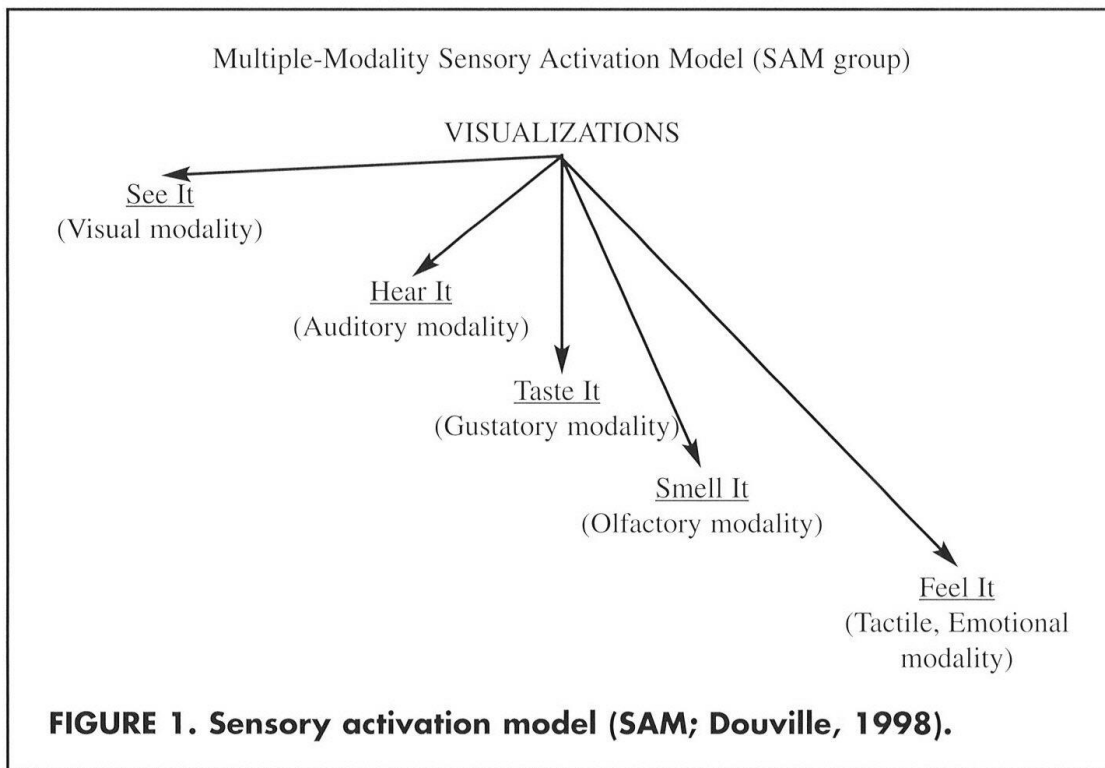 Multiple-Modality Sensory Activation Model (SAM group)
VISUALIZATIONS
See It
(Visual modality)
Hear It
(Auditory modality)
Taste It
(Gustatory modality)
Smell It
(Olfactory modality)
Feel It
(Tactile, Emotional
modality)
FIGURE 1. Sensory activation model (SAM; Douville, 1998).